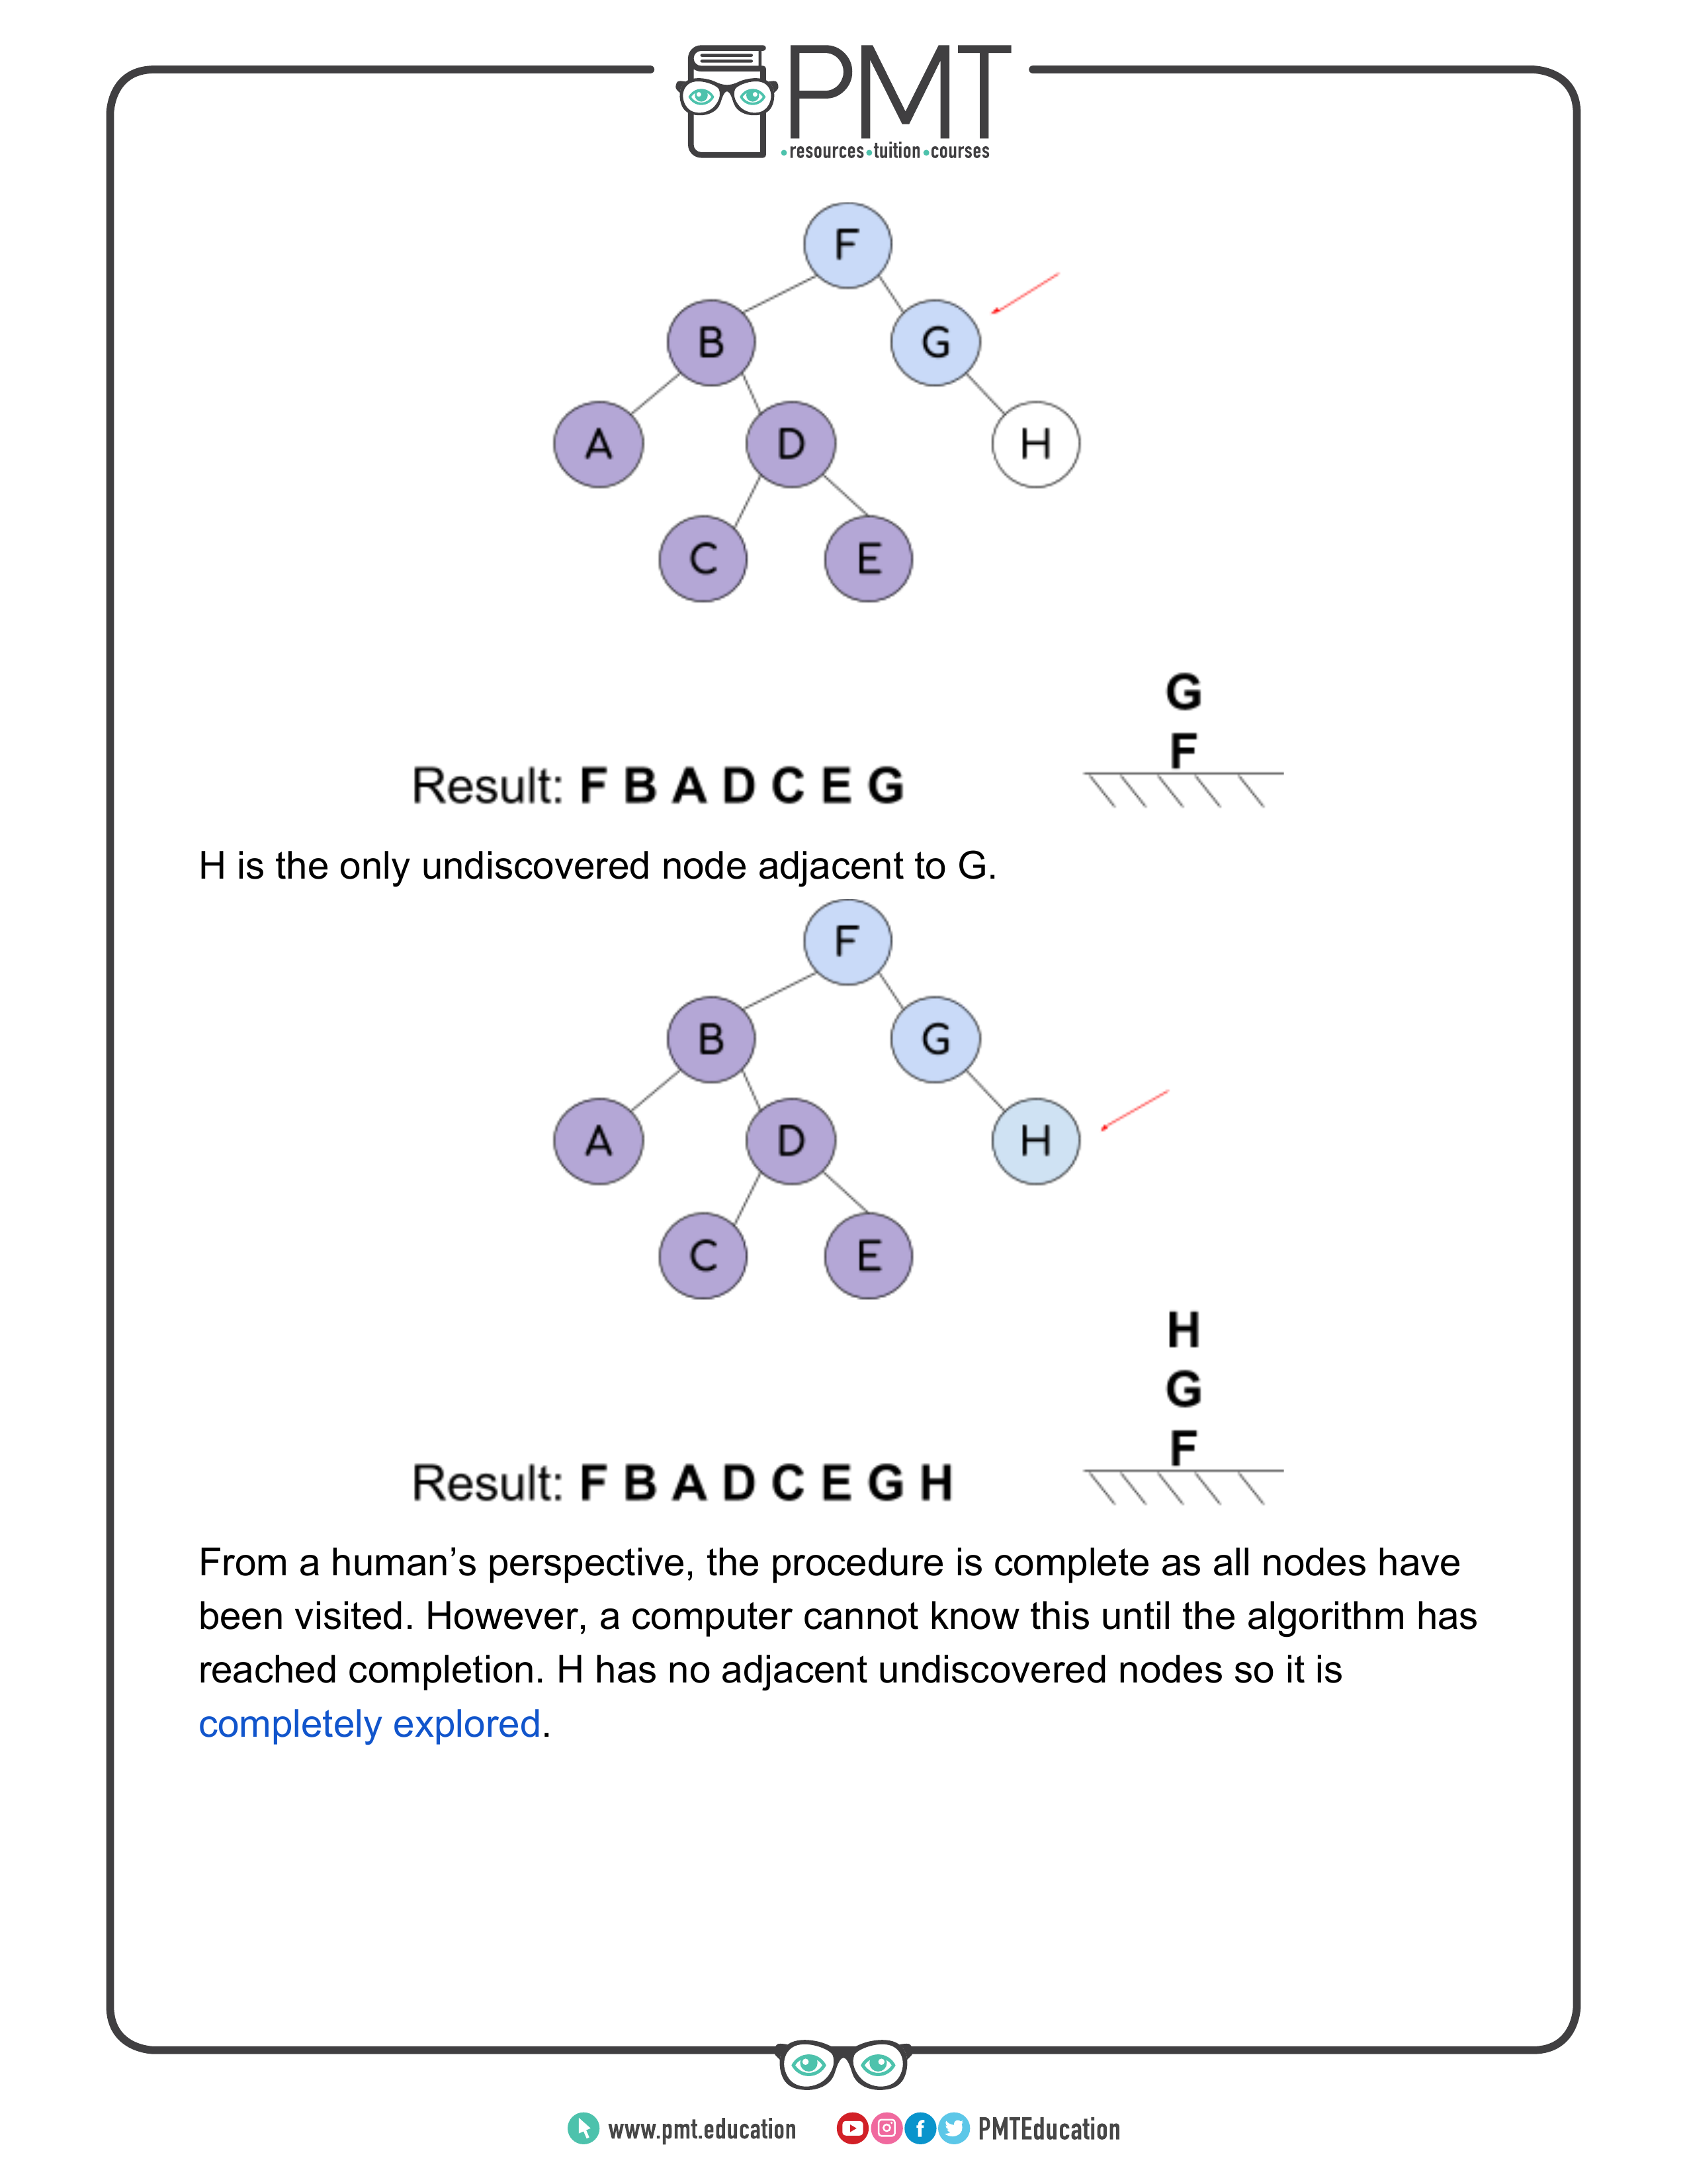 PMT
•resources•tuition•courses
F
B
G
A
D
H
C
E
G
F
Result: F B A D C E G
H is the only undiscovered node adjacent to G.
F
B
G
A
D
H
C
E
H
G
F
Result: F B A D C E G H
From a human’s perspective, the procedure is complete as all nodes have
been visited. However, a computer cannot know this until the algorithm has
reached completion. H has no adjacent undiscovered nodes so it is
completely explored.
www.pmt.education
PMTEducation